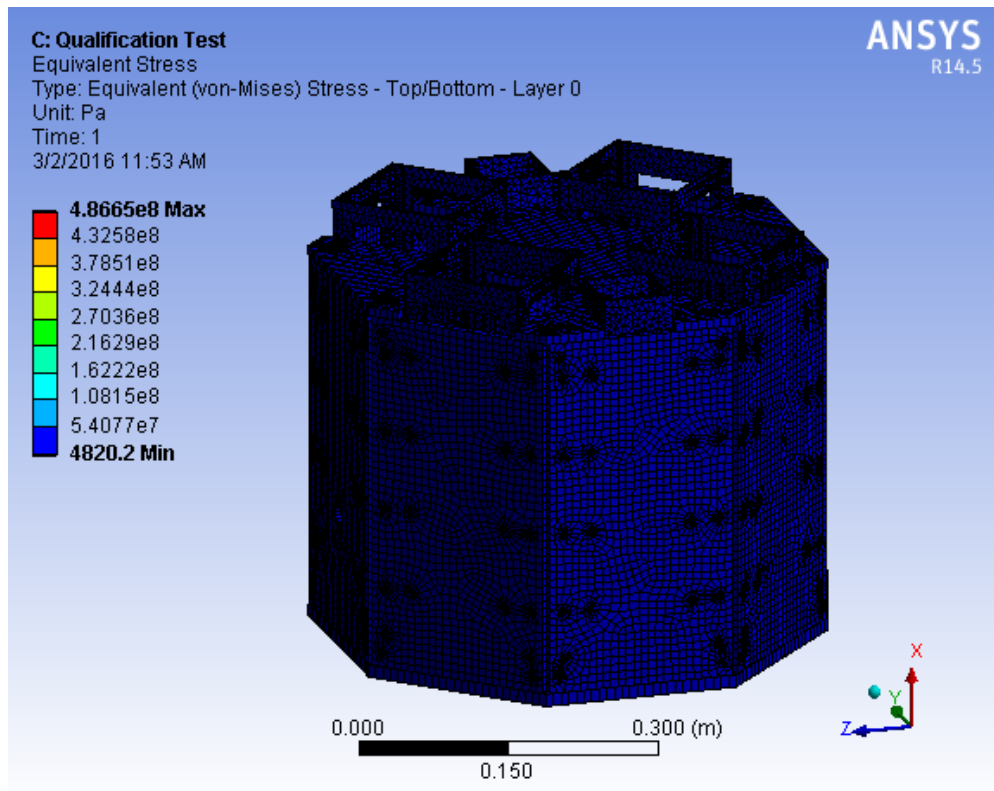 C: Qualification Test
Equivalent Stress
Type: Equivalent (von-Mises) Stress - Top/Bottom - Layer 0
Unit: Pa
Time: 1
3/2/2016 11:53 AM
ANSYS
R14.5
4.8665e8 Max
4.3258e8
3.7851e8
3.2444e8
2.7036e8
2.1629e8
1.6222e8
1.0815e8
5.4077e7
4820.2 Min
0.000
0.300 (m)
0.150
X
Y
Z